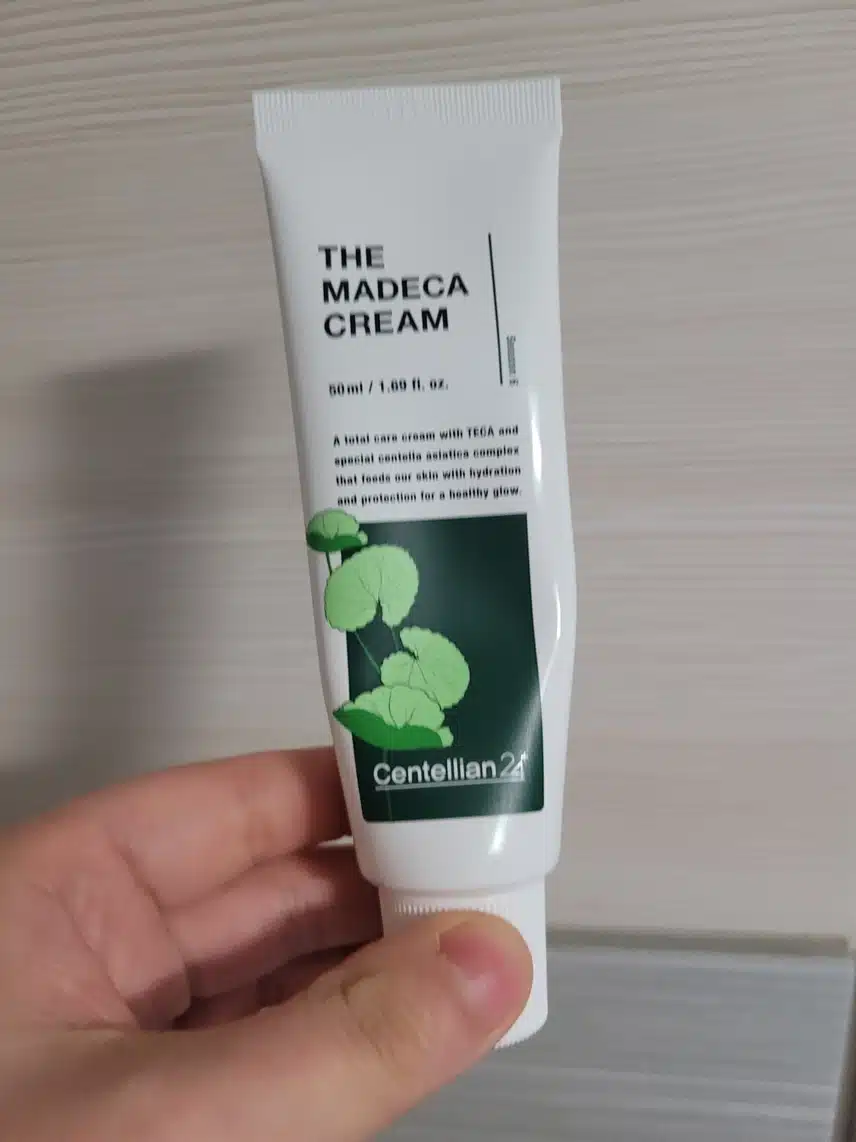 THE
MADECA
CREAM
50ml / 1.69 fl. oz.
A total care cream with TECA and
special centella asiatica complex
that feeds our skin with hydration
and protection for a healthy glow.
Centellian24